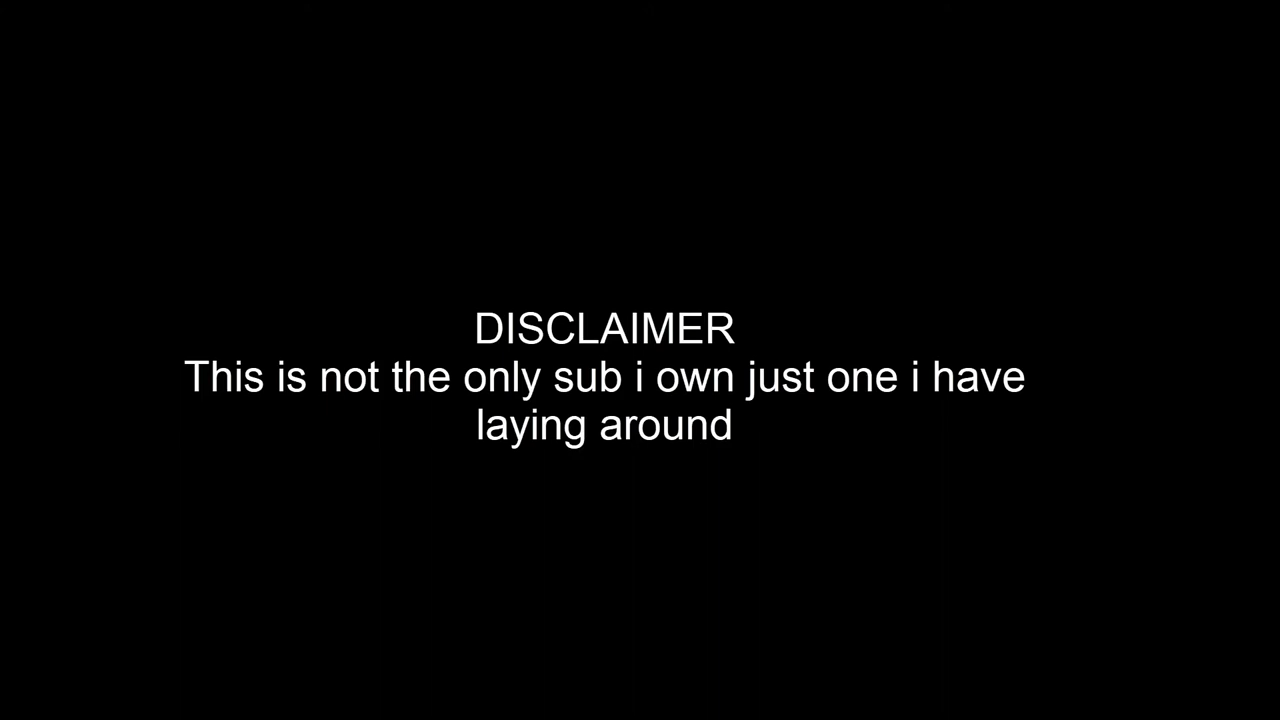 DISCLAIMER
This is not the only sub i own just one i have
laying around